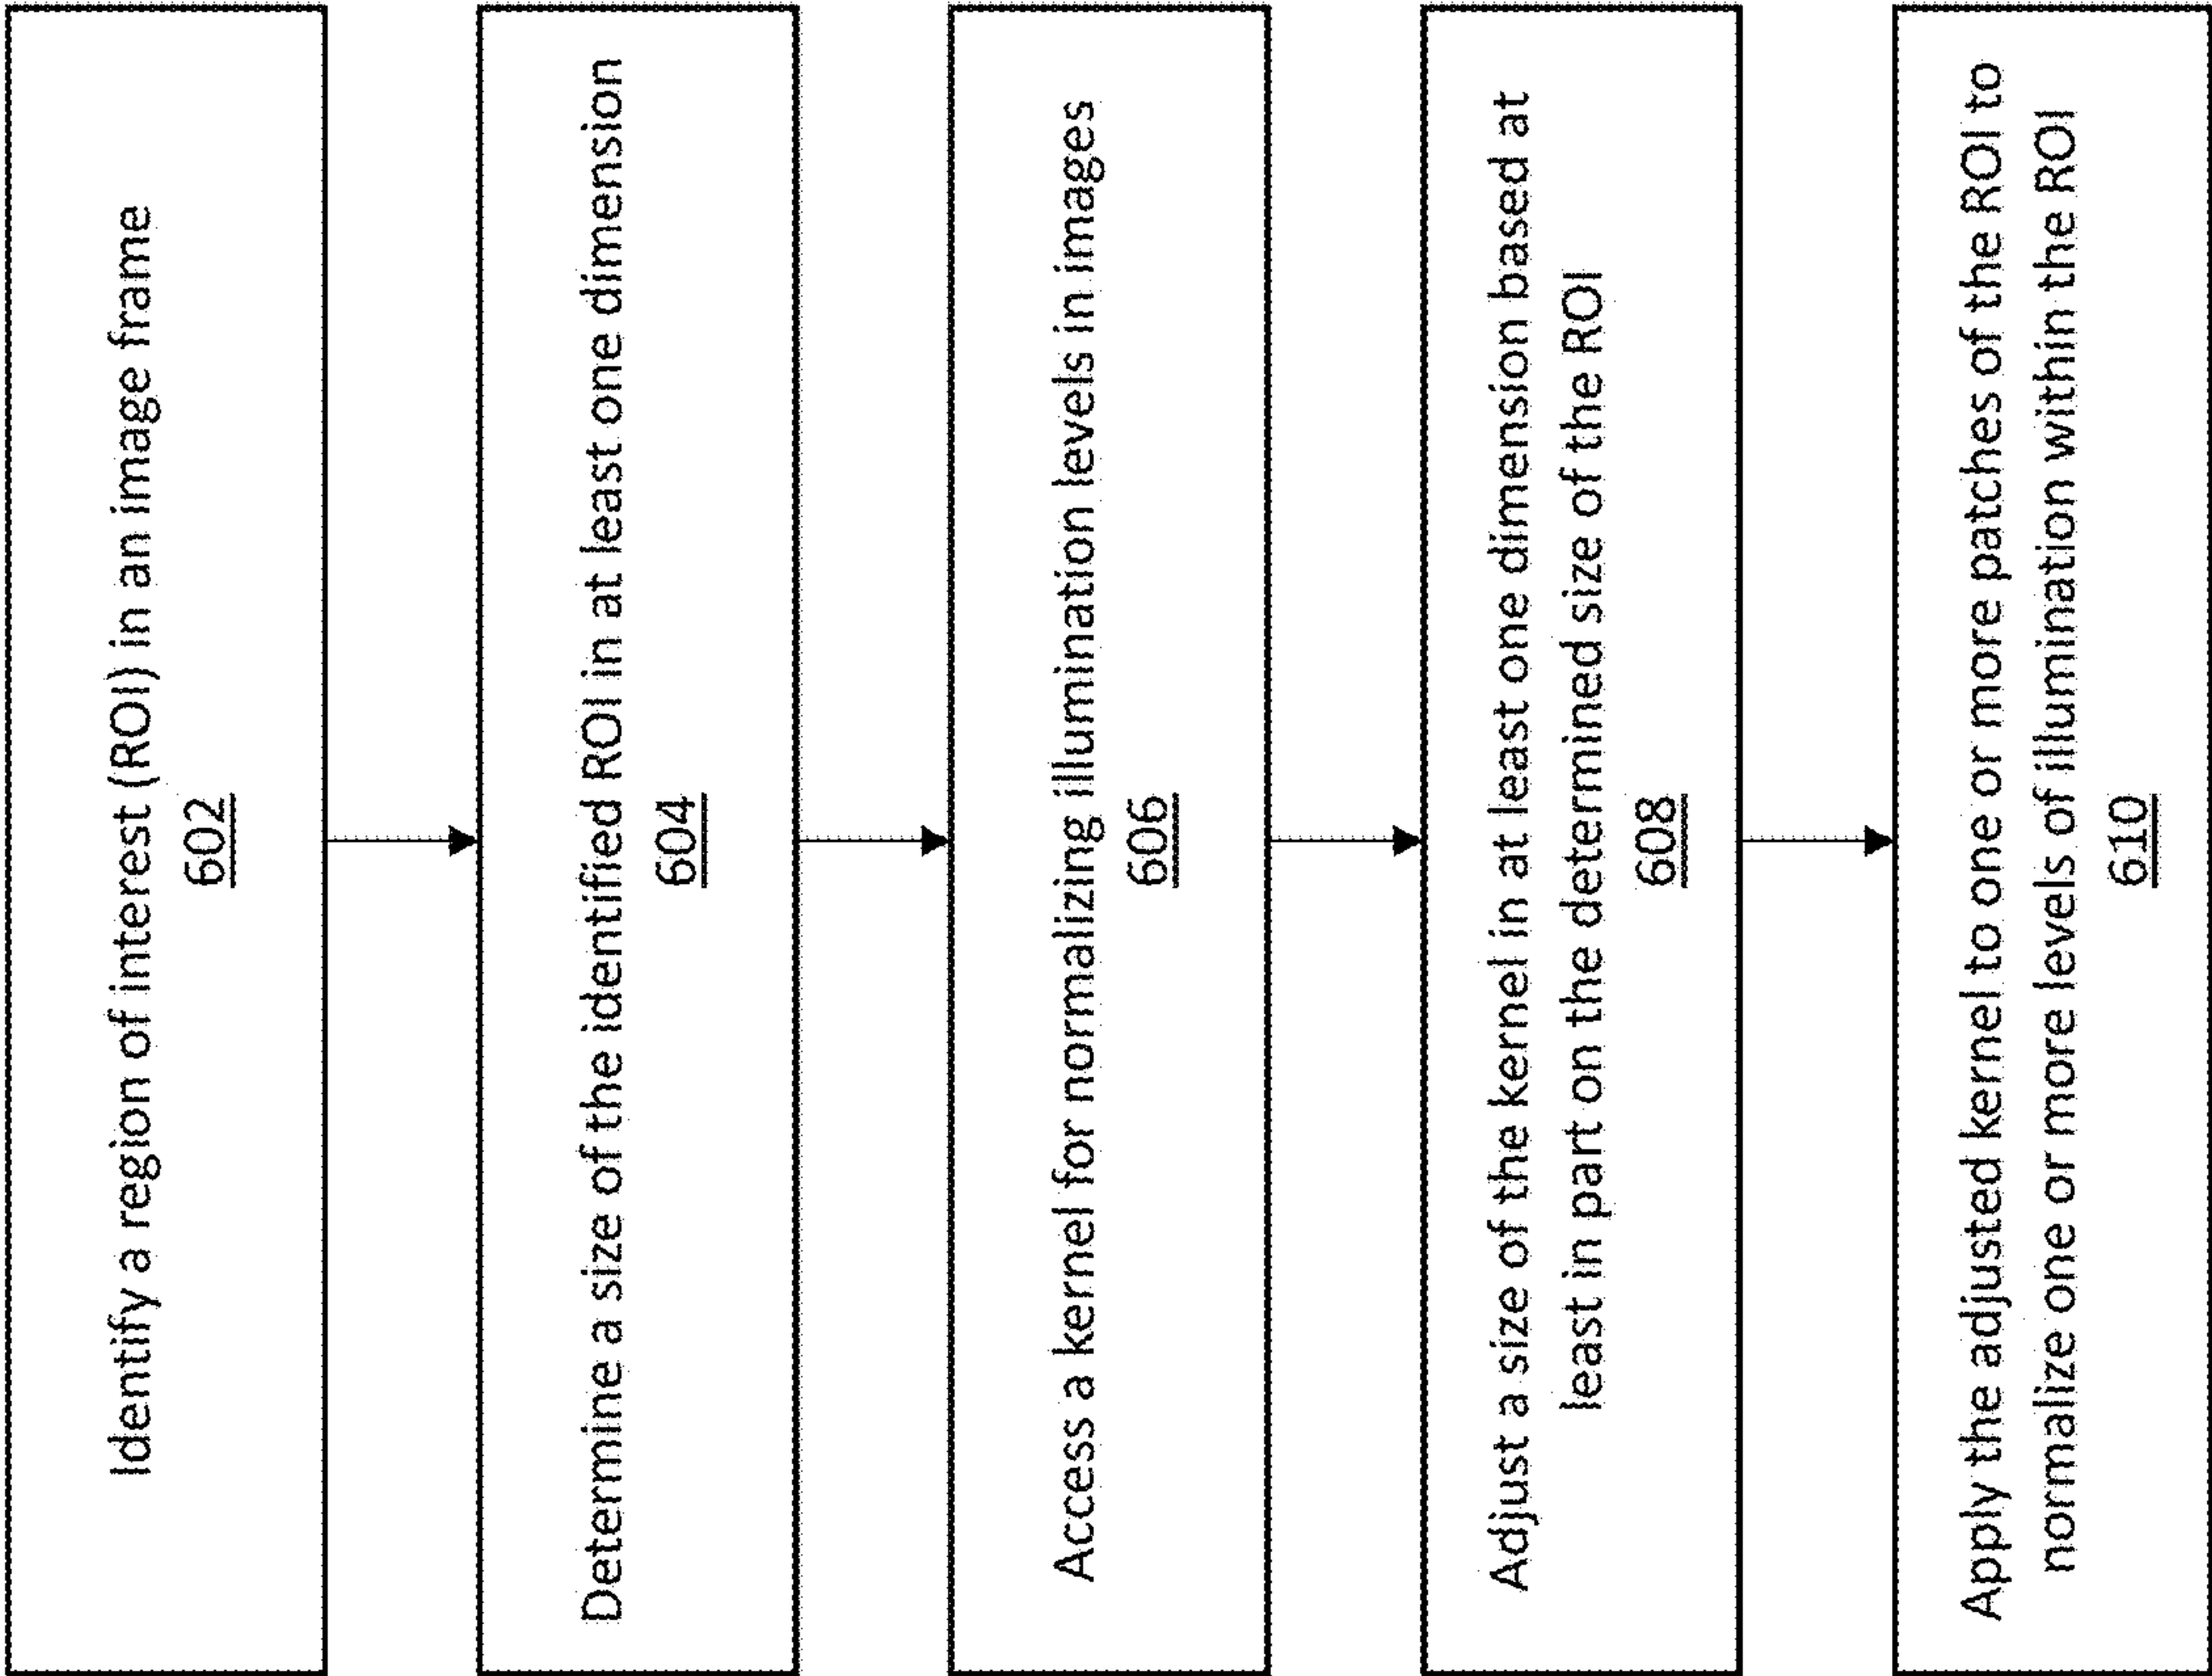 Identify a region of interest (ROI) in an image frame
602
Determine a size of the identified ROI in at least one dimension
604
Access a kernel for normalizing illumination levels in images
606
Adjust a size of the kernel in at least one dimension based at
least in part on the determined size of the ROI
608
Apply the adjusted kernel to one or more patches of the ROI to
normalize one or more levels of illumination within the ROI
610